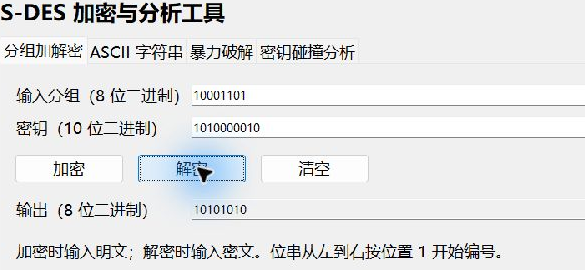 S-DES 加密与分析工具
分组加解密 ASCII 字符串 暴力破解 密钥碰撞分析
输入分组（8 位二进制） 10001101
密钥（10 位二进制） 1010000010
加密 解密 清空
输出（8 位二进制） 10101010
加密时输入明文；解密时输入密文。位串从左到右按位置 1 开始编号。